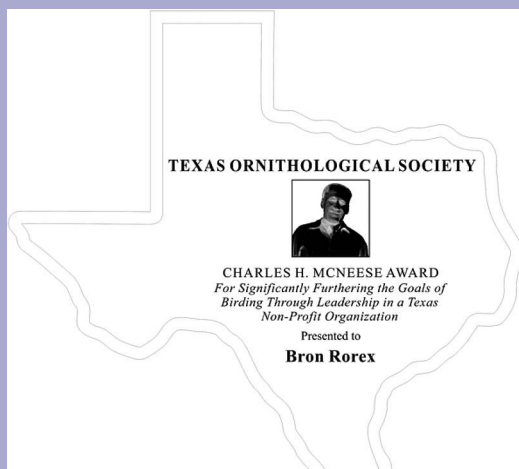 TEXAS ORNITHOLOGICAL SOCIETY
CHARLES H. MCNEESE AWARD
For Significantly Furthering the Goals of
Birding Through Leadership in a Texas
Non-Profit Organization
Presented to
Bron Rorex